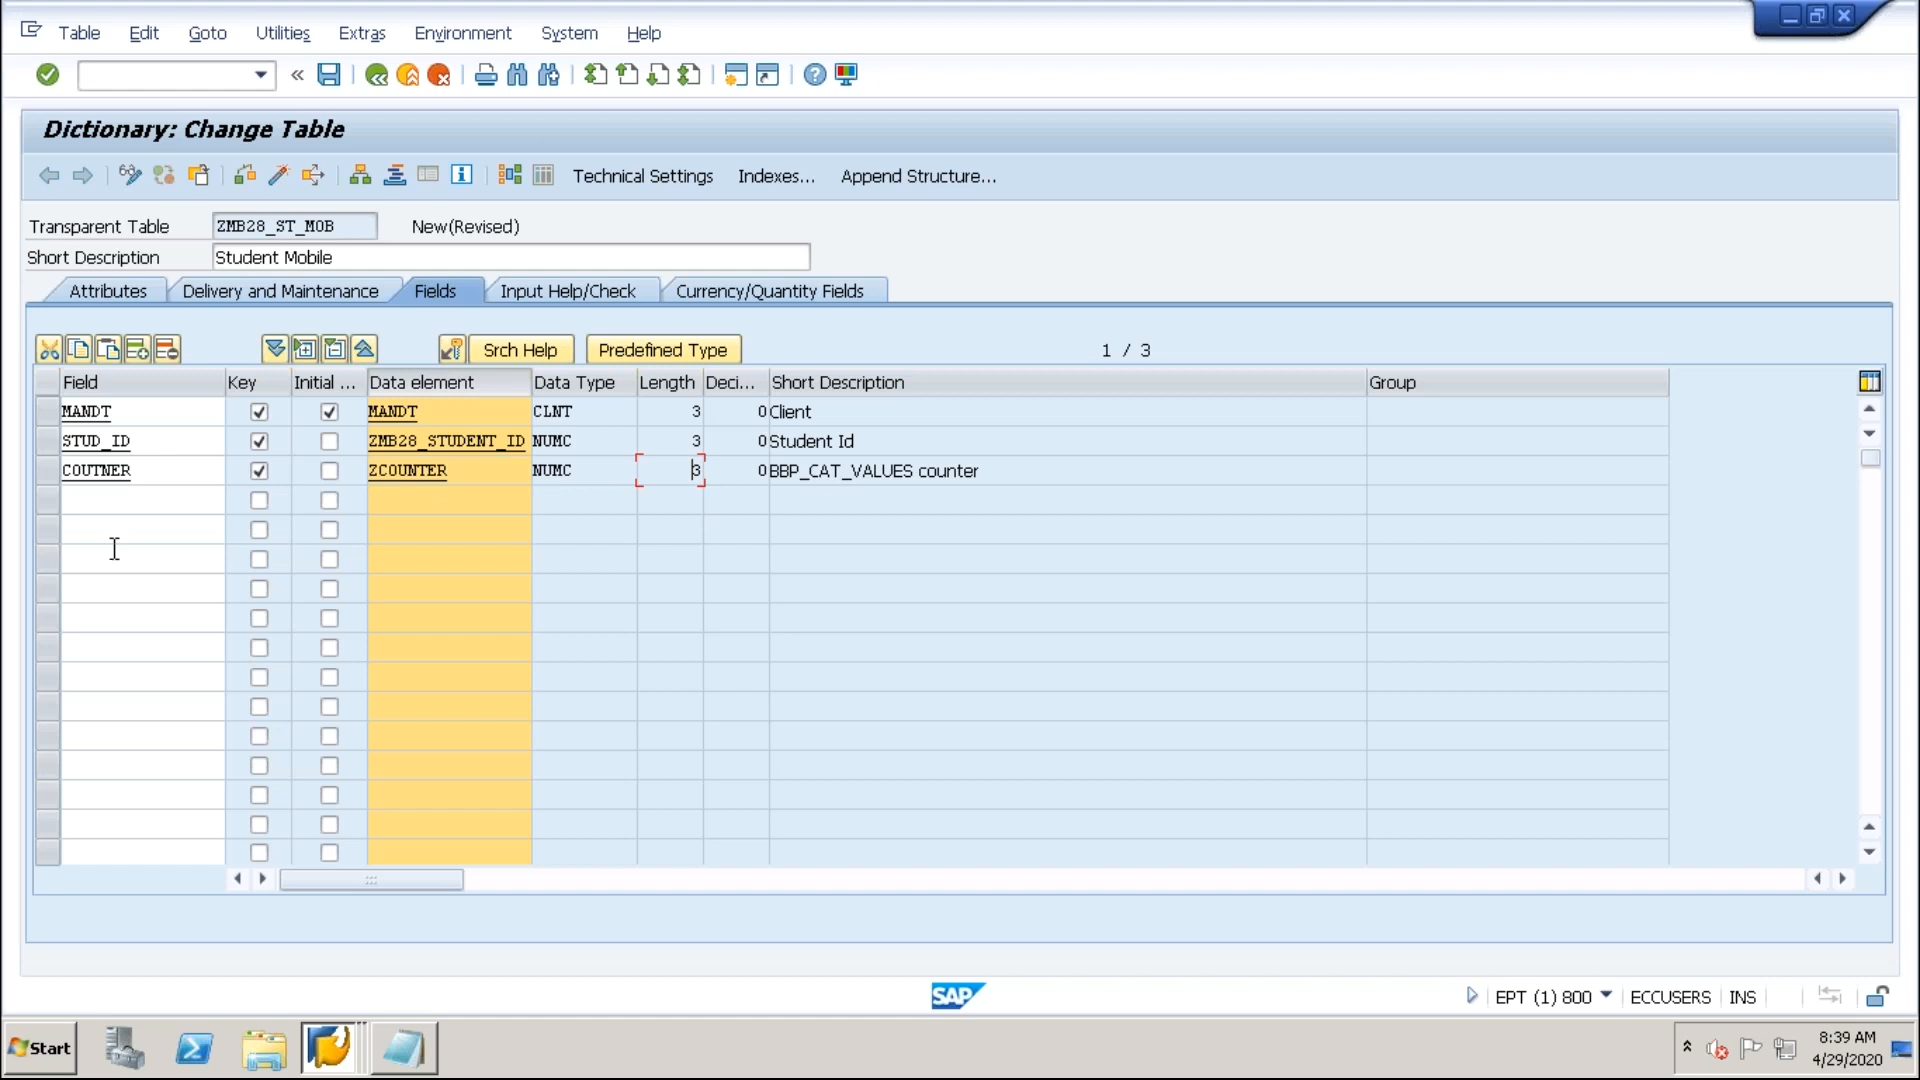 Table Edit Goto Utilities Extras Environment System Help
Dictionary: Change Table
Technical Settings Indexes... Append Structure...
Transparent Table ZMB28_ST_MOB New(Revised)
Short Description Student Mobile
Attributes Delivery and Maintenance Fields Input Help/Check Currency/Quantity Fields
Srch Help Predefined Type 1 / 3
Field Key Initial ... Data element Data Type Length Deci... Short Description Group
MANDT MANDT CLNT 3 0 Client
STUD_ID ZMB28_STUDENT_ID NUMC 3 0 Student Id
COUTNER ZCOUNTER NUMC 3 0 BBP_CAT_VALUES counter
SAP EPT (1) 800 ECCUSERS INS
Start 8:39 AM
4/29/2020